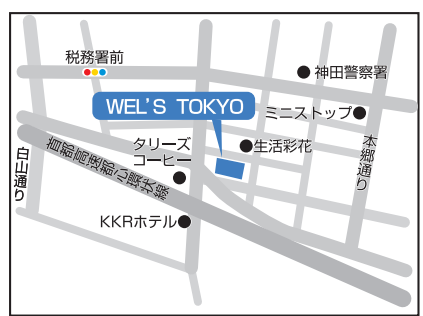 税務署前
神田警察署
WEL'S TOKYO
ミニストップ
タリーズ
コーヒー
生活彩花
本郷通り
白山通り
首都高速都心環状線
KKRホテル